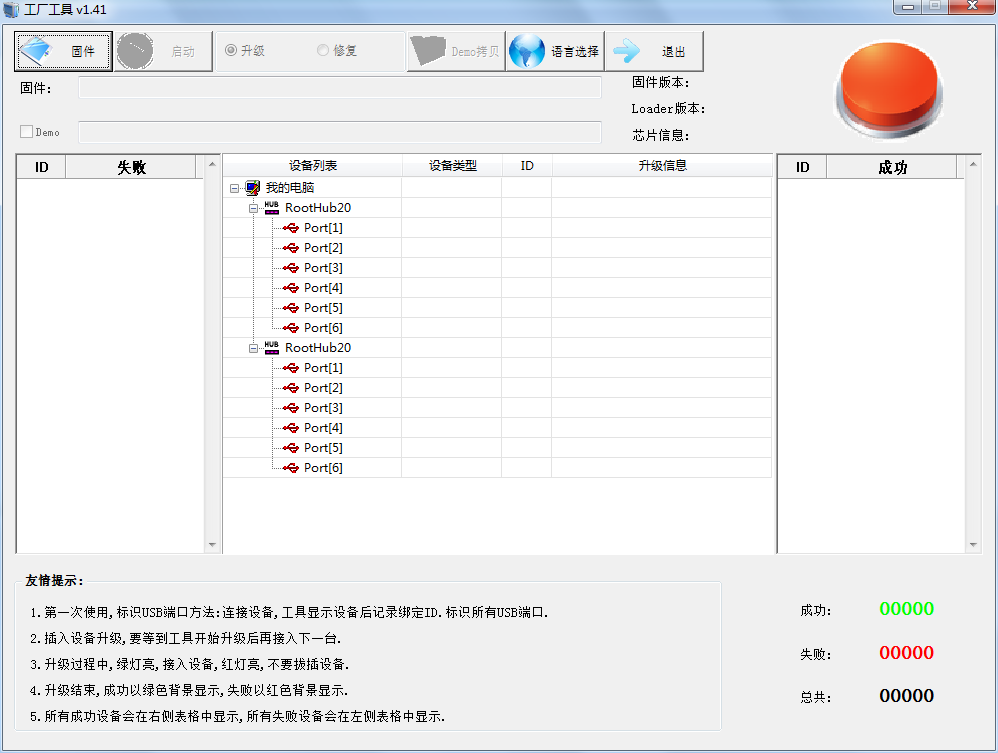 工厂工具 v1.41
固件 启动 升级 修复 Demo拷贝 语言选择 退出
固件:
固件版本:
Loader版本:
Demo
芯片信息:
ID 失败
设备列表 设备类型 ID 升级信息
ID 成功
我的电脑
HUB RootHub20
Port[1]
Port[2]
Port[3]
Port[4]
Port[5]
Port[6]
HUB RootHub20
Port[1]
Port[2]
Port[3]
Port[4]
Port[5]
Port[6]
友情提示:
1.第一次使用,标识USB端口方法:连接设备,工具显示设备后记录绑定ID.标识所有USB端口.
2.插入设备升级,要等到工具开始升级后再接入下一台.
3.升级过程中,绿灯亮,接入设备,红灯亮,不要拔插设备.
4.升级结束,成功以绿色背景显示,失败以红色背景显示.
5.所有成功设备会在右侧表格中显示,所有失败设备会在左侧表格中显示.
成功: 00000
失败: 00000
总共: 00000